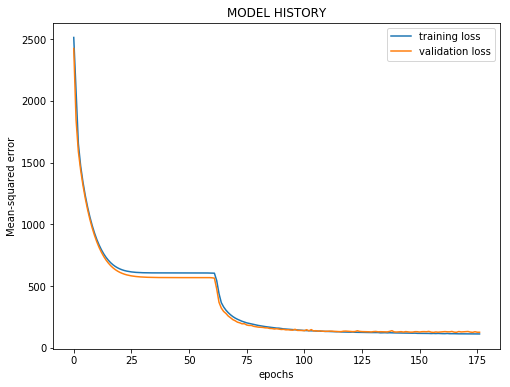 MODEL HISTORY
training loss
validation loss
Mean-squared error
2500
2000
1500
1000
500
0
0 25 50 75 100 125 150 175
epochs